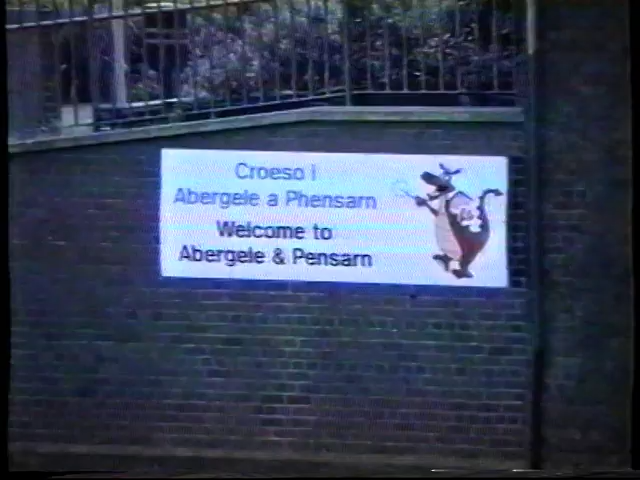 Croeso i
Abergele a Phensarn
Welcome to
Abergele & Pensarn